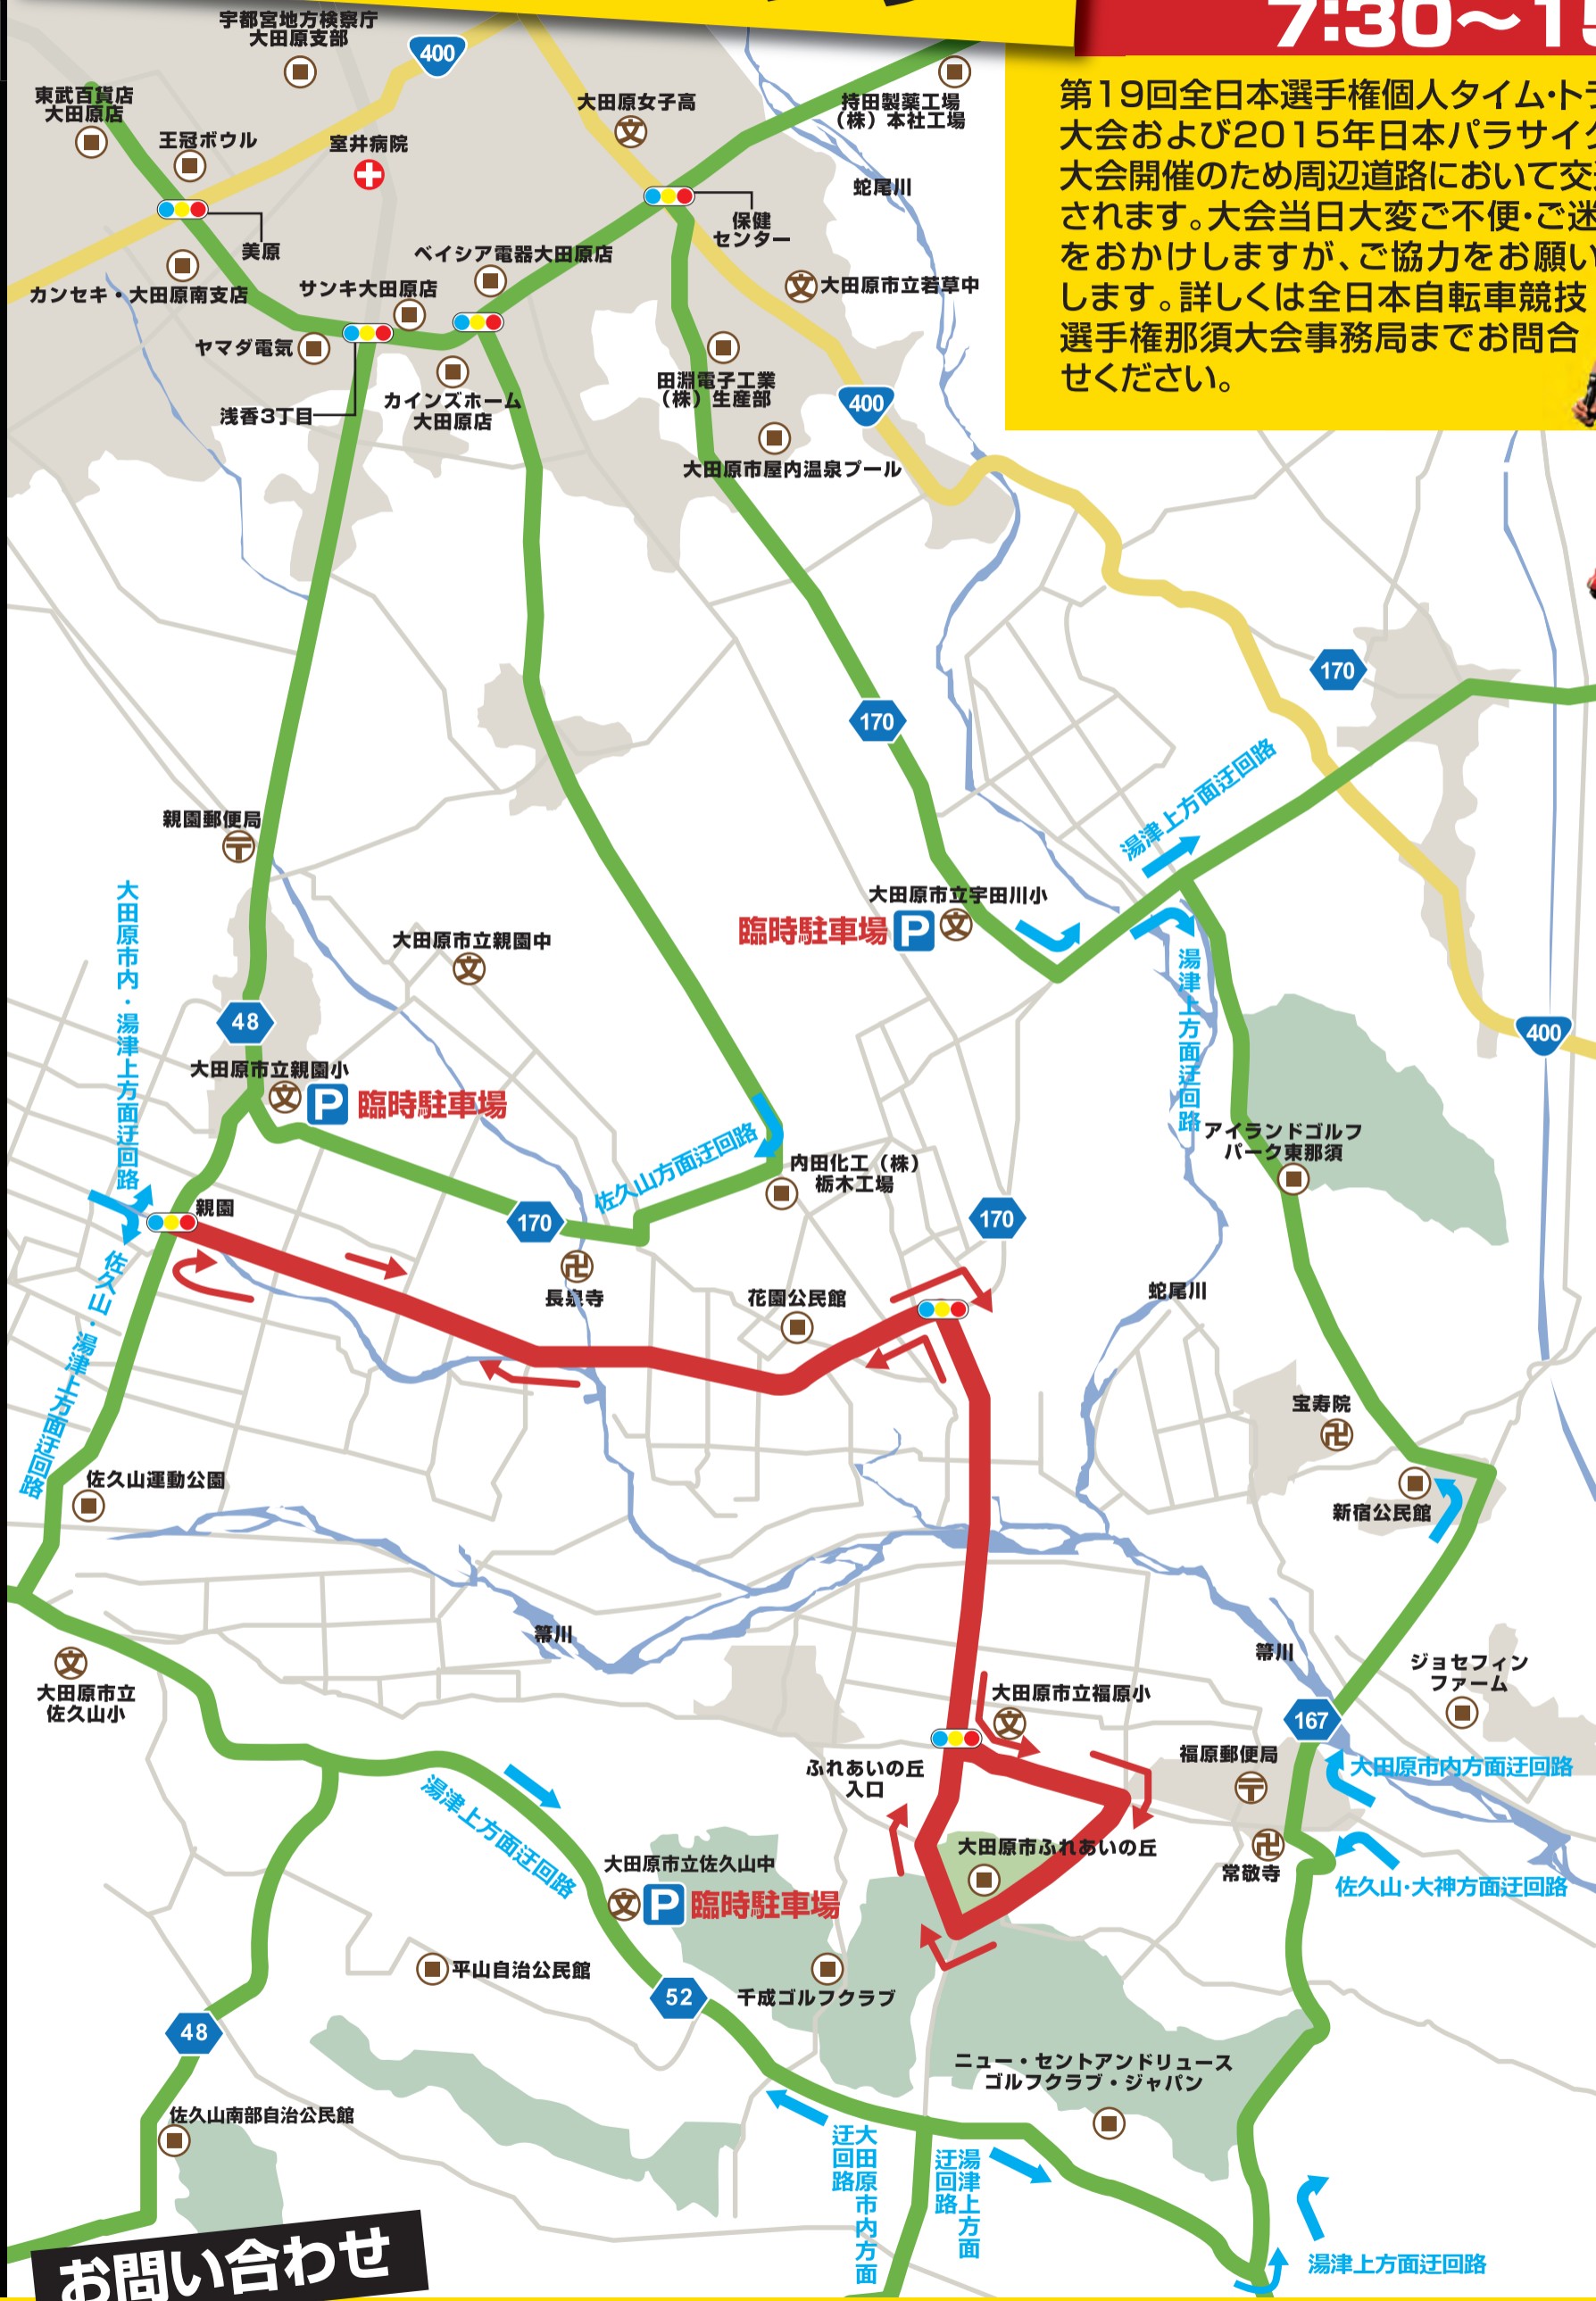 7:30〜15
第19回全日本選手権個人タイム・トラ
大会および2015年日本パラサイク
大会開催のため周辺道路において交通
されます。大会当日大変ご不便・ご迷
をおかけしますが、ご協力をお願い
します。詳しくは全日本自転車競技
選手権那須大会事務局までお問合
せください。
宇都宮地方検察庁
大田原支部
400
東武百貨店
大田原店
王冠ボウル
室井病院
大田原女子高
持田製薬工場
(株)本社工場
蛇尾川
美原
保健
センター
カンセキ・大田原南支店
サンキ大田原店
ベイシア電器大田原店
大田原市立若草中
ヤマダ電気
浅香3丁目
カインズホーム
大田原店
田淵電子工業
(株)生産部
400
大田原市屋内温泉プール
170
170
湯津上方面迂回路
親園郵便局
大田原市立宇田川小
臨時駐車場
P
大田原市内・湯津上方面迂回路
大田原市立親園中
湯津上方面迂回路
400
48
大田原市立親園小
P
臨時駐車場
佐久山方面迂回路
内田化工(株)
栃木工場
アイランドゴルフ
パーク東那須
親園
170
170
佐久山・湯津上方面迂回路
長泉寺
花園公民館
蛇尾川
宝寿院
佐久山運動公園
新宿公民館
箒川
箒川
ジョセフィン
ファーム
大田原市立
佐久山小
大田原市立福原小
167
福原郵便局
大田原市内方面迂回路
ふれあいの丘
入口
湯津上方面迂回路
大田原市ふれあいの丘
常敬寺
佐久山・大神方面迂回路
大田原市立佐久山中
P
臨時駐車場
平山自治公民館
52
千成ゴルフクラブ
48
ニュー・セントアンドリュース
ゴルフクラブ・ジャパン
佐久山南部自治公民館
大田原市内方面
迂回路
湯津上方面
迂回路
湯津上方面迂回路
お問い合わせ